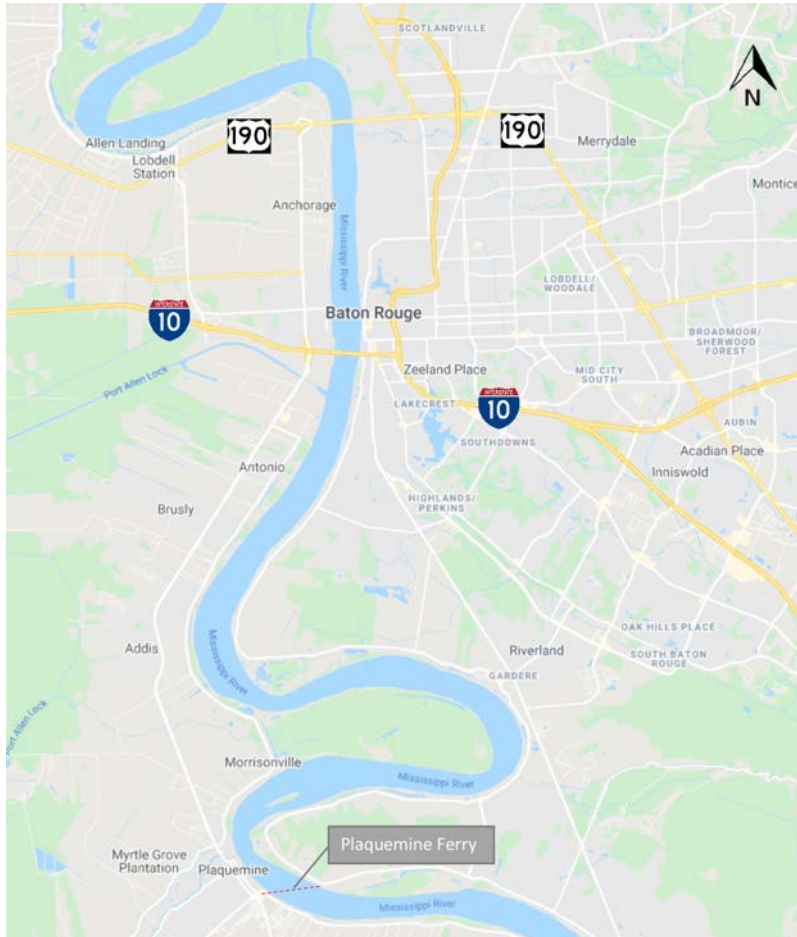 SCOTLANDVILLE
N
190
190
Allen Landing
Merrydale
Lobdell
Station
Montice
Anchorage
Mississippi River
LOBDELL/
WOODALE
INTERSTATE
10
Baton Rouge
BROADMOOR/
SHERWOOD
FOREST
Zeeland Place
MID CITY
SOUTH
Port Allen Lock
INTERSTATE
10
LAKECREST
AUBIN
SOUTHDOWNS
Acadian Place
Antonio
Inniswold
HIGHLANDS/
PERKINS
Brusly
OAK HILLS PLACE
Addis
Mississippi River
Riverland
SOUTH BATON
ROUGE
GARDERE
Port Allen Lock
Morrisonville
Mississippi River
Plaquemine Ferry
Myrtle Grove
Plantation
Plaquemine
Mississippi River